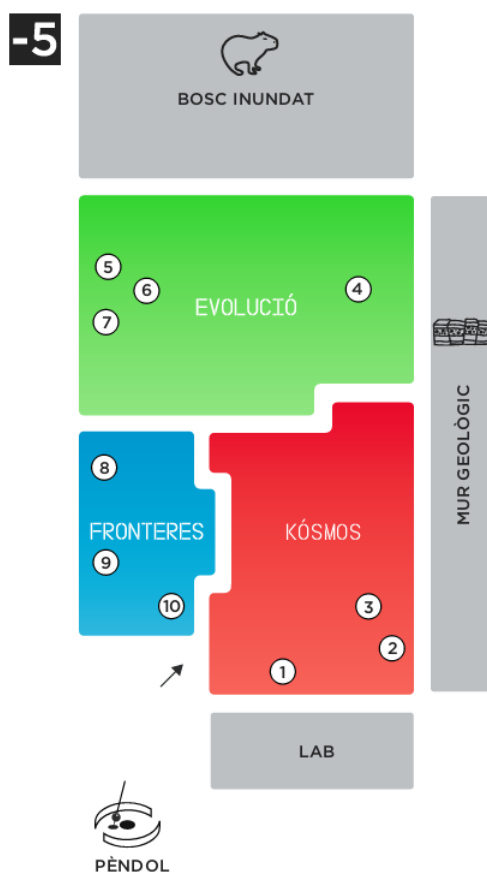 -5
BOSC INUNDAT
5
6
4
7
EVOLUCIÓ
MUR GEOLÒGIC
8
FRONTERES
9
10
KÓSMOS
3
2
1
LAB
PÈNDOL